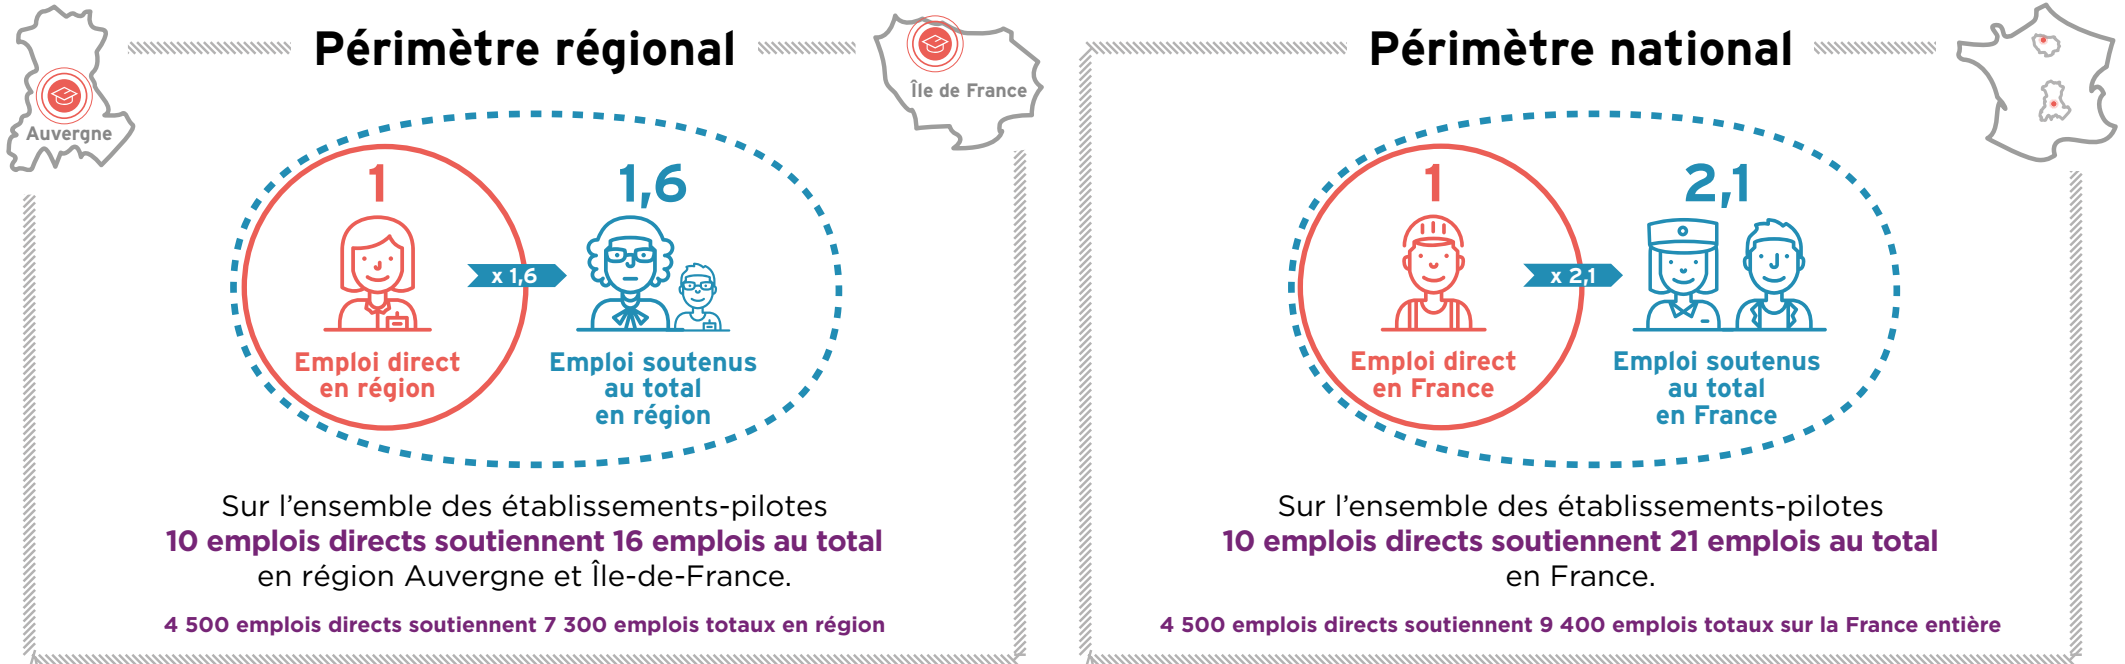 Périmètre régional
Auvergne
Île de France
1
1,6
x 1,6
Emploi direct
en région
Emploi soutenus
au total
en région
Sur l’ensemble des établissements-pilotes
10 emplois directs soutiennent 16 emplois au total
en région Auvergne et Île-de-France.
4 500 emplois directs soutiennent 7 300 emplois totaux en région
Périmètre national
1
2,1
x 2,1
Emploi direct
en France
Emploi soutenus
au total
en France
Sur l’ensemble des établissements-pilotes
10 emplois directs soutiennent 21 emplois au total
en France.
4 500 emplois directs soutiennent 9 400 emplois totaux sur la France entière